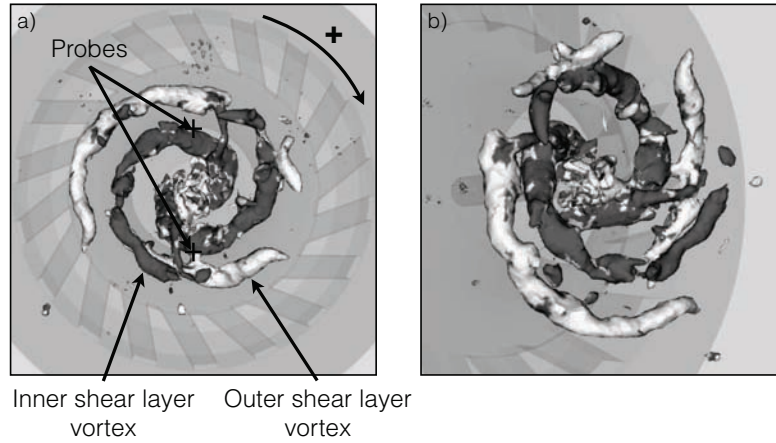 a)
Probes
+
+
+
b)
Inner shear layer
vortex
Outer shear layer
vortex